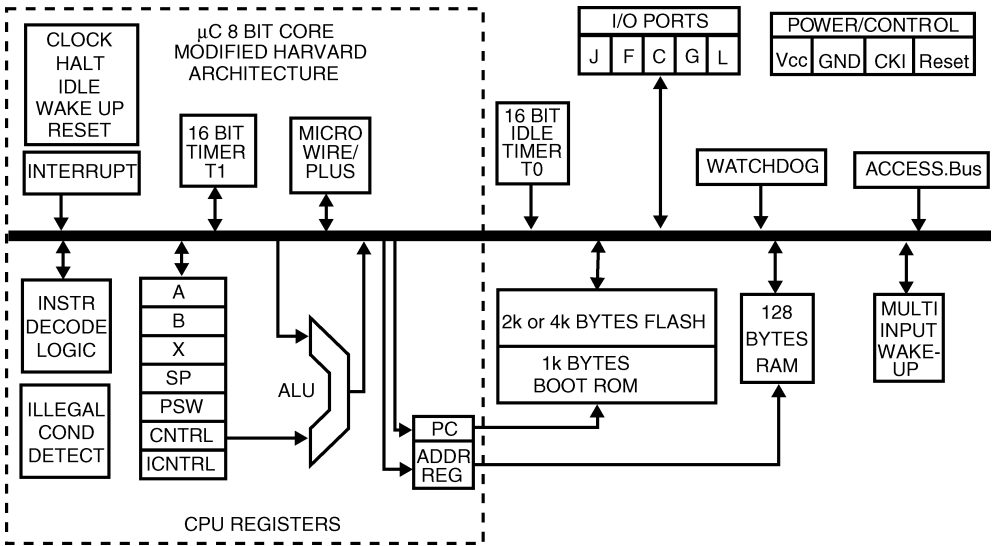 CLOCK
HALT
IDLE
WAKE UP
RESET
µC 8 BIT CORE
MODIFIED HARVARD
ARCHITECTURE
I/O PORTS
J F C G L
POWER/CONTROL
Vcc GND CKI Reset
INTERRUPT
16 BIT
TIMER
T1
MICRO
WIRE/
PLUS
16 BIT
IDLE
TIMER
T0
WATCHDOG
ACCESS.Bus
INSTR
DECODE
LOGIC
A
B
X
SP
PSW
CNTRL
ICNTRL
ALU
2k or 4k BYTES FLASH
1k BYTES
BOOT ROM
128
BYTES
RAM
MULTI
INPUT
WAKE-
UP
ILLEGAL
COND
DETECT
PC
ADDR
REG
CPU REGISTERS